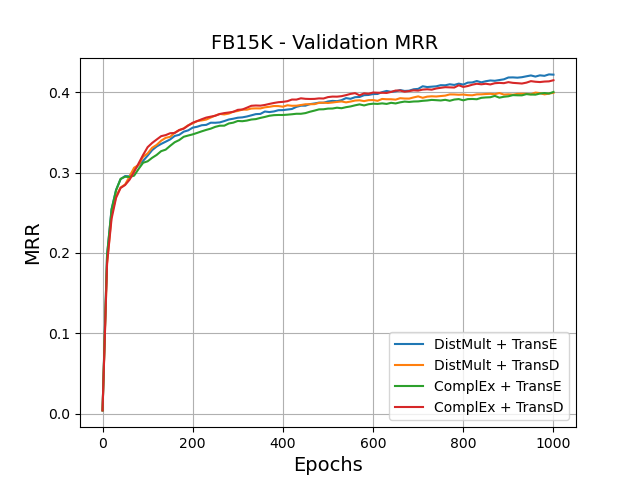 FB15K - Validation MRR
MRR
0.4
0.3
0.2
0.1
0.0
0 200 400 600 800 1000
Epochs
DistMult + TransE
DistMult + TransD
ComplEx + TransE
ComplEx + TransD